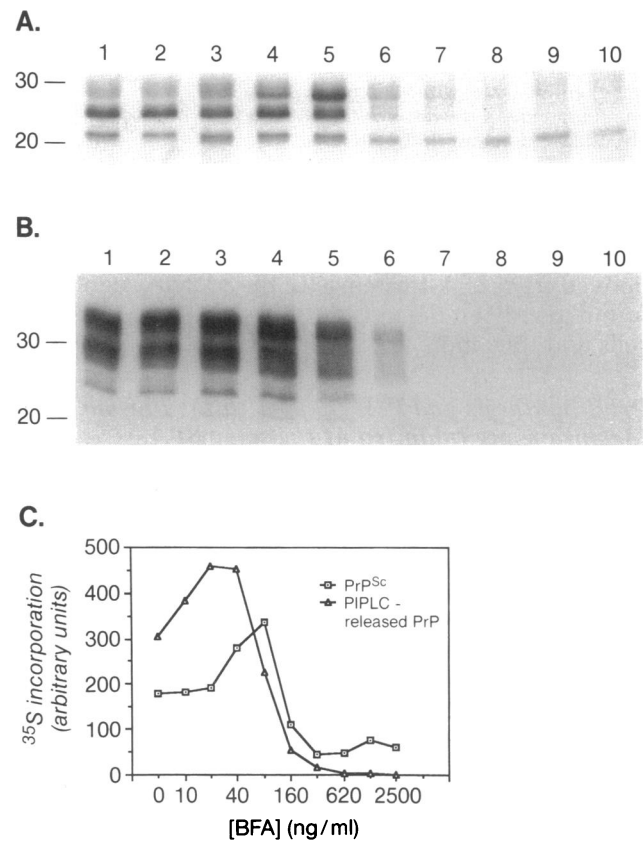 A.
1 2 3 4 5 6 7 8 9 10
30
20
B.
1 2 3 4 5 6 7 8 9 10
30
20
C.
500
400
300
200
100
0
35S incorporation
(arbitrary units)
PrPSc
PIPLC -
released PrP
0 10 40 160 620 2500
[BFA] (ng/ml)